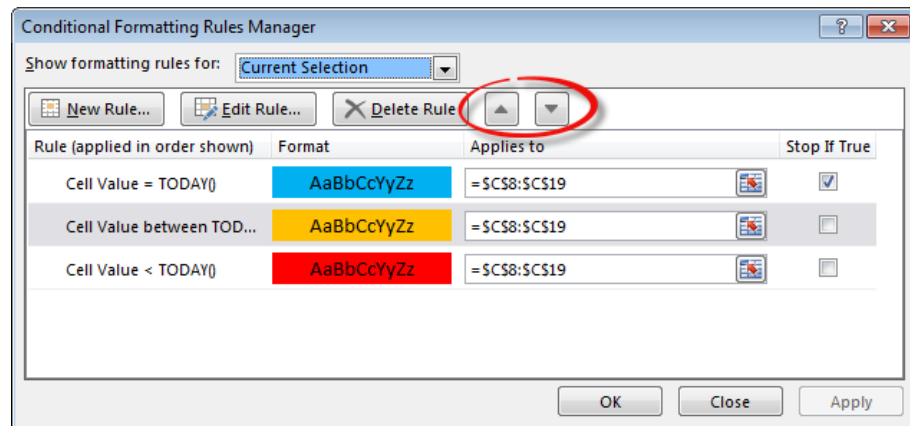 Conditional Formatting Rules Manager
Show formatting rules for: Current Selection
New Rule... Edit Rule... Delete Rule
Rule (applied in order shown) Format Applies to Stop If True
Cell Value = TODAY() AaBbCcYyZz =$C$8:$C$19
Cell Value between TOD... AaBbCcYyZz =$C$8:$C$19
Cell Value < TODAY() AaBbCcYyZz =$C$8:$C$19
OK Close Apply